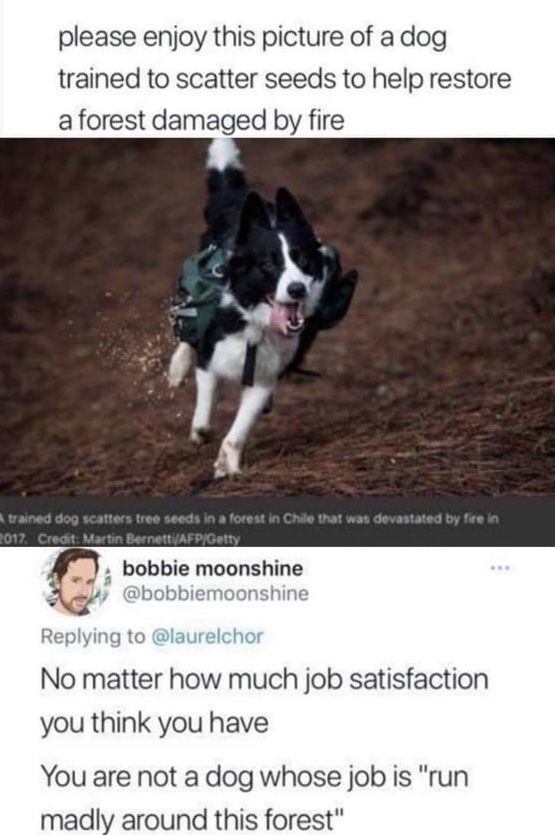 please enjoy this picture of a dog
trained to scatter seeds to help restore
a forest damaged by fire
A trained dog scatters tree seeds in a forest in Chile that was devastated by fire in
2017. Credit: Martin Bernetti/AFP/Getty
bobbie moonshine
@bobbiemoonshine
Replying to @laurelchor
No matter how much job satisfaction
you think you have
You are not a dog whose job is "run
madly around this forest"